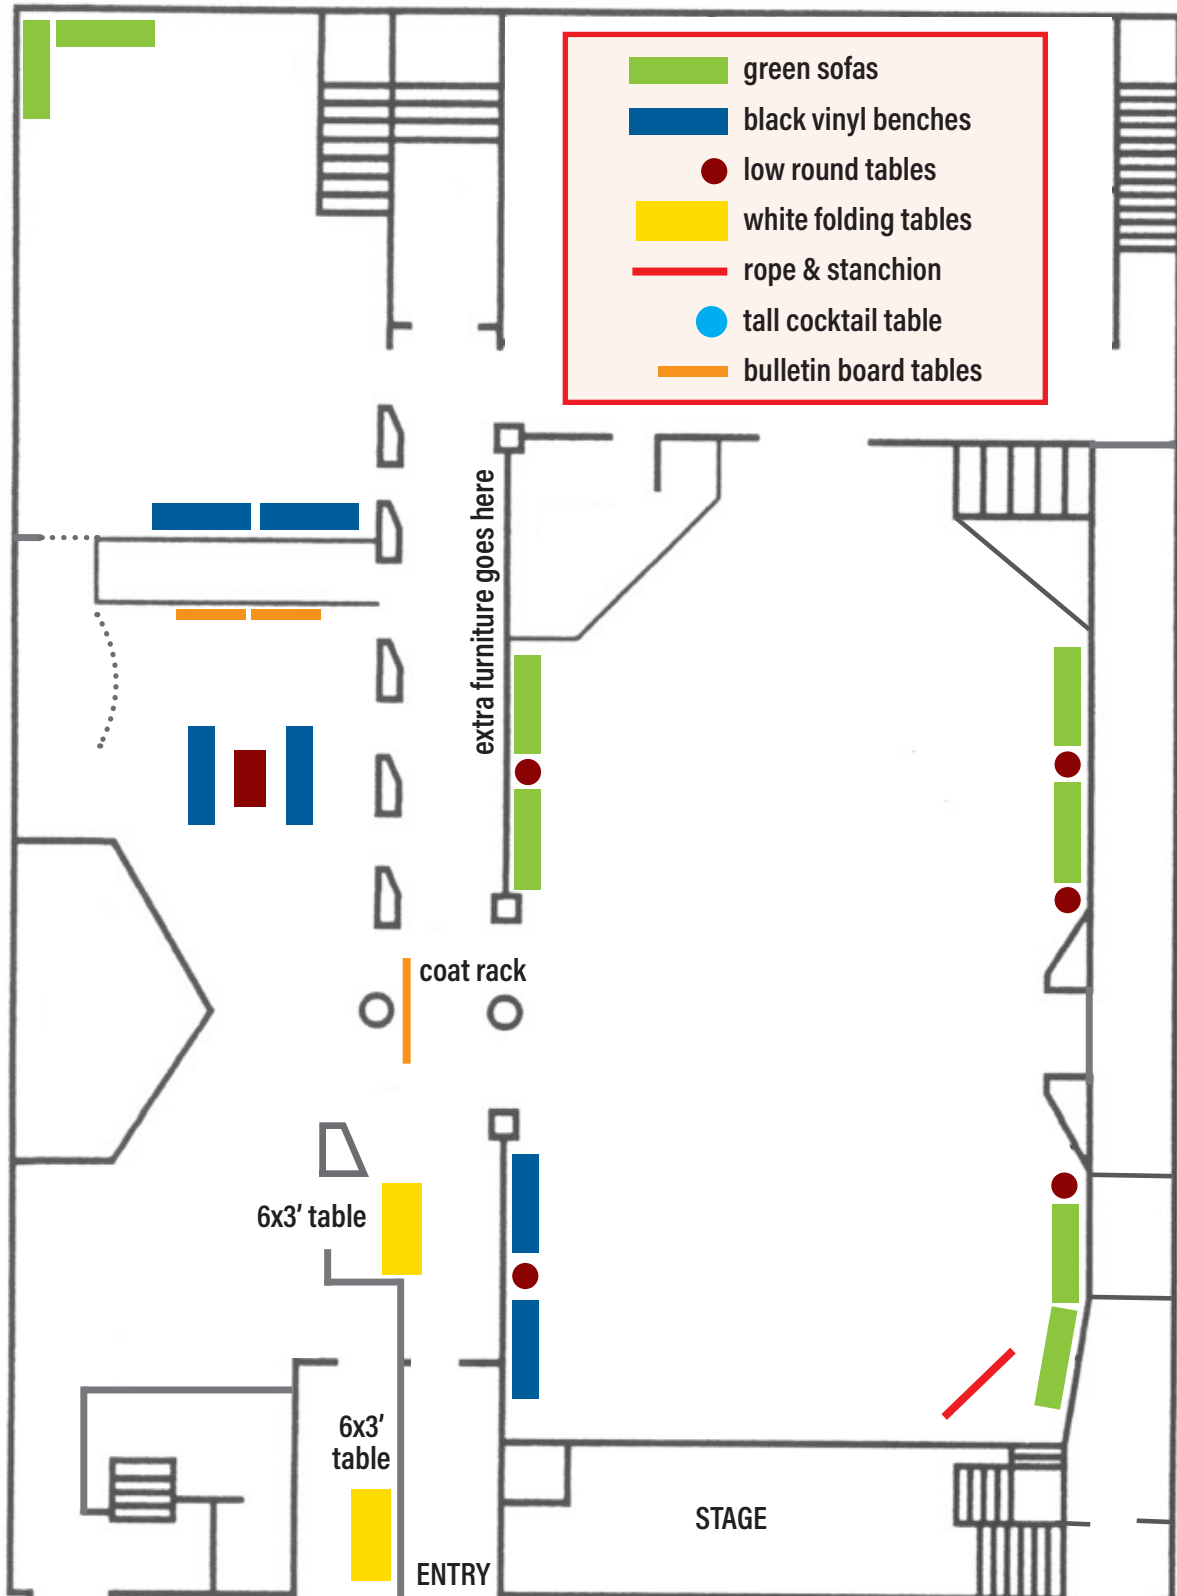 green sofas
black vinyl benches
low round tables
white folding tables
rope & stanchion
tall cocktail table
bulletin board tables
extra furniture goes here
coat rack
6x3’ table
6x3’
table
STAGE
ENTRY